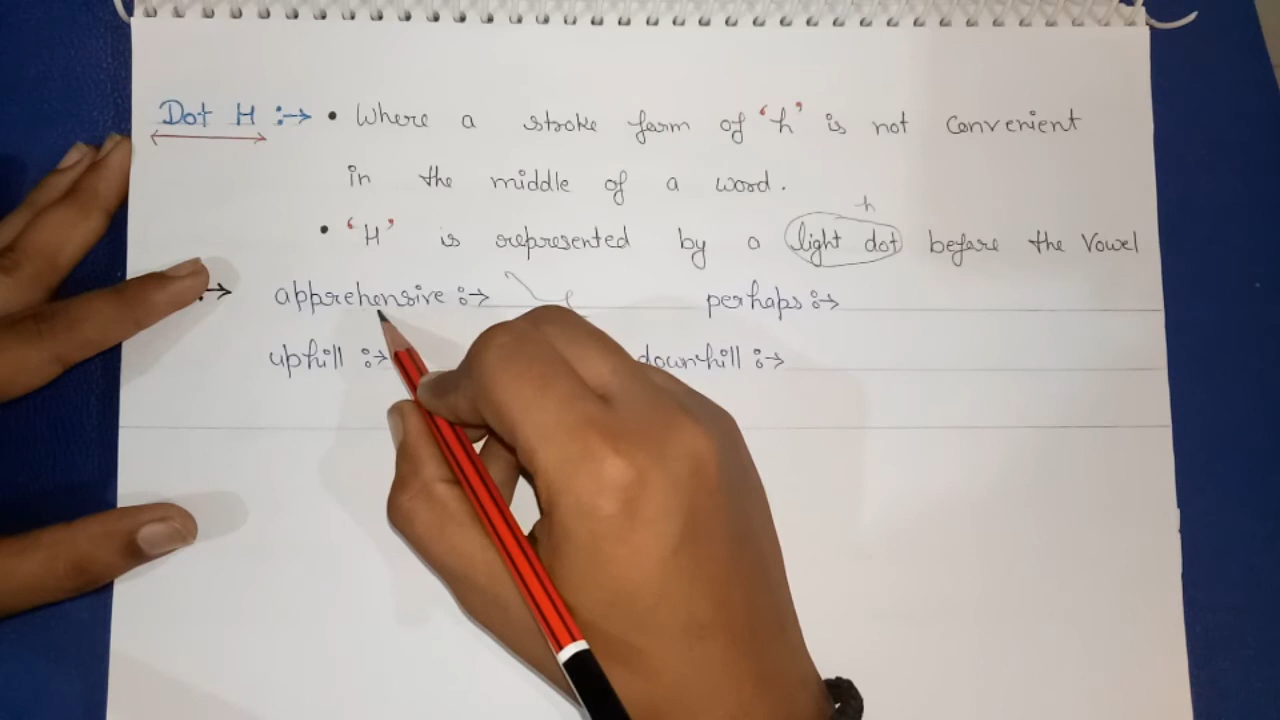 Dot H :→ • Where a stroke form of 'h' is not convenient
in the middle of a word.
h
• 'H' is represented by a light dot before the vowel
:→ apprehensive :→ perhaps :→
uphill :→ downhill :→